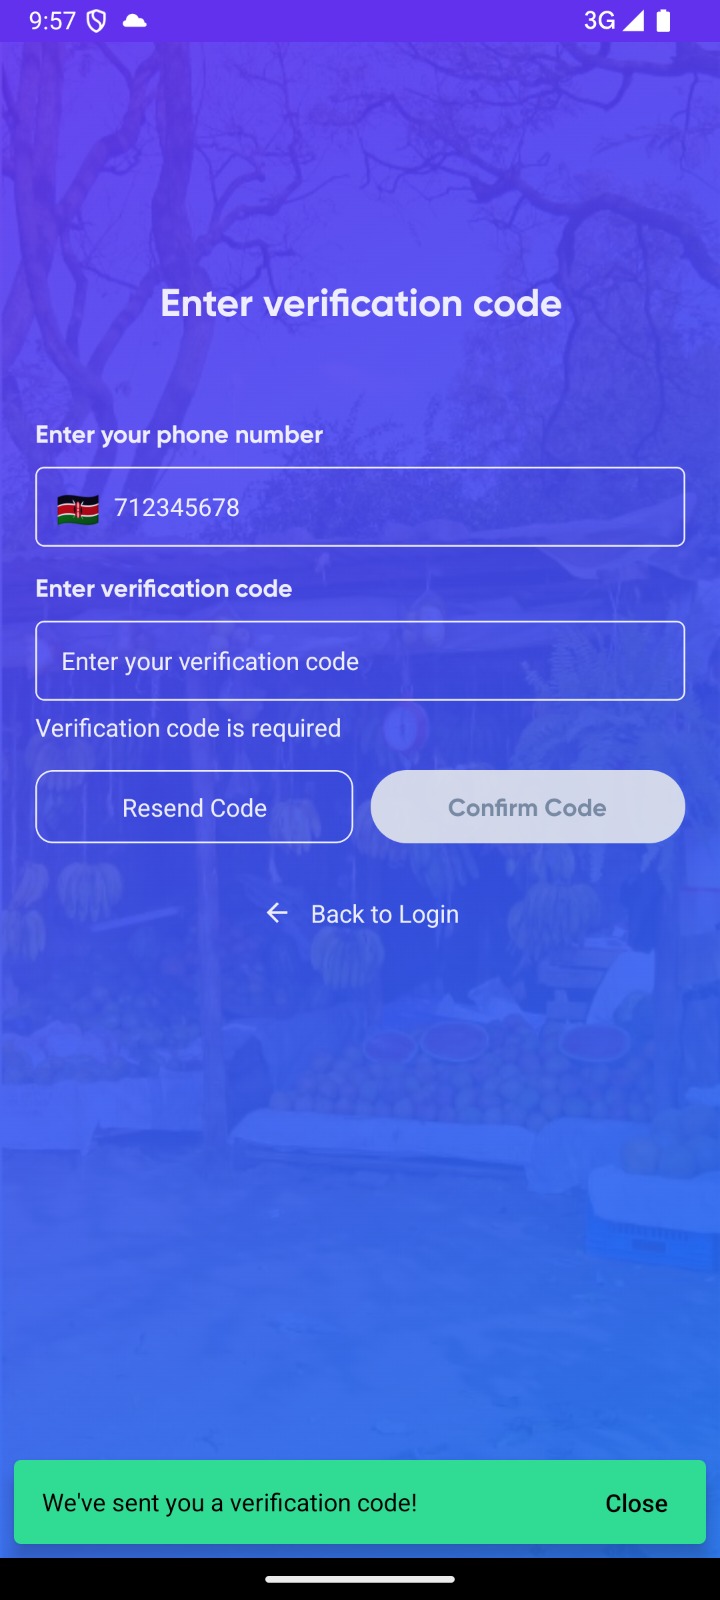 9:57
3G
Enter verification code
Enter your phone number
712345678
Enter verification code
Enter your verification code
Verification code is required
Resend Code
Confirm Code
Back to Login
We've sent you a verification code!
Close